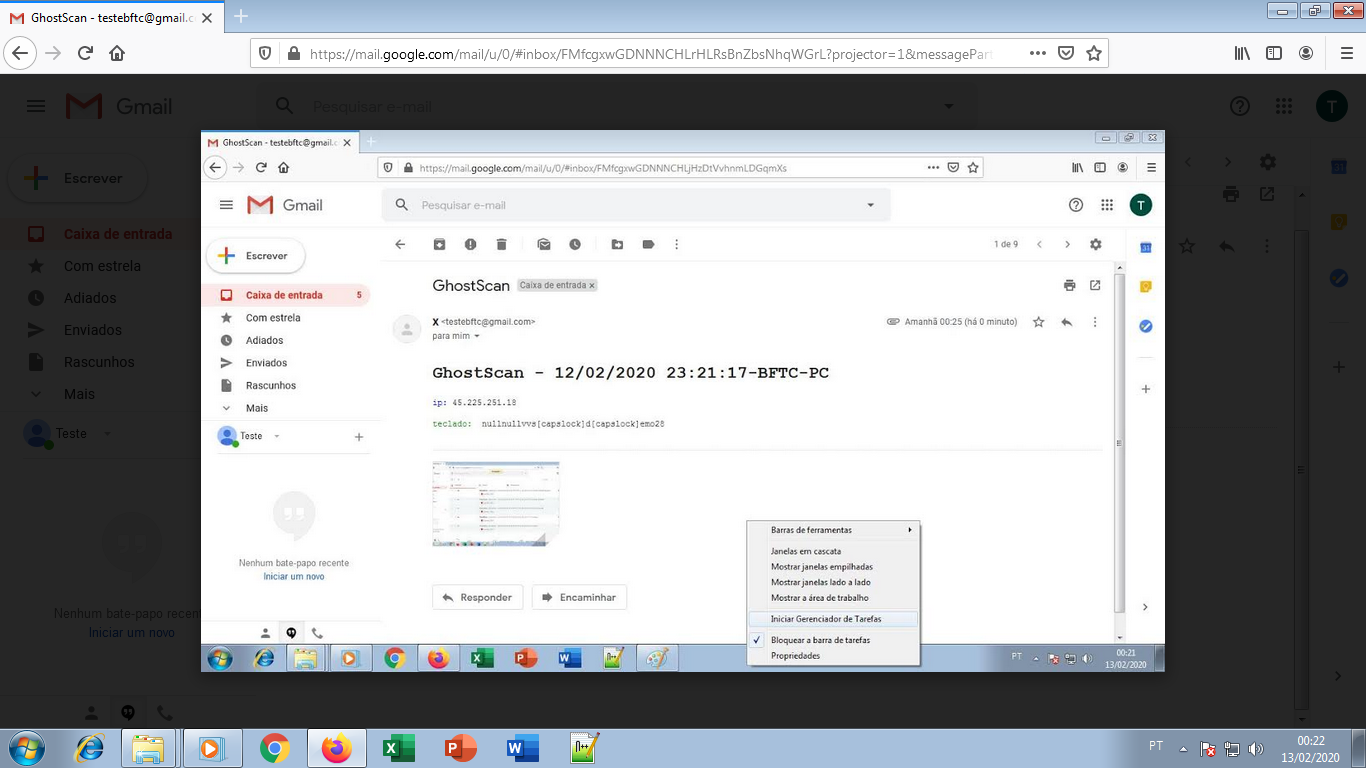 GhostScan - testebftc@gmail.c
https://mail.google.com/mail/u/0/#inbox/FMfcgxwGDNNNCHLrHLRsBnZbsNhqWGrL?projector=1&messagePart
Gmail
Pesquisar e-mail
T
Escrever
Caixa de entrada
Com estrela
Adiados
Enviados
Rascunhos
Mais
Teste
Nenhum bate-papo recen
Iniciar um novo
GhostScan - testebftc@gmail.c
https://mail.google.com/mail/u/0/#inbox/FMfcgxwGDNNNCHLjHzDtVvhnmLDGqmXs
Gmail
Pesquisar e-mail
T
Escrever
1 de 9
31
GhostScan Caixa de entrada x
Caixa de entrada 5
X <testebftc@gmail.com>
Amanhã 00:25 (há 0 minuto)
para mim
Com estrela
Adiados
Enviados
Rascunhos
Mais
GhostScan - 12/02/2020 23:21:17-BFTC-PC
ip: 45.225.251.18
teclado: nullnullvvs[capslock]d[capslock]emo28
Teste
Nenhum bate-papo recente
Iniciar um novo
Responder
Encaminhar
Barras de ferramentas
Janelas em cascata
Mostrar janelas empilhadas
Mostrar janelas lado a lado
Mostrar a área de trabalho
Iniciar Gerenciador de Tarefas
Bloquear a barra de tarefas
Propriedades
PT
00:21
13/02/2020
PT
00:22
13/02/2020